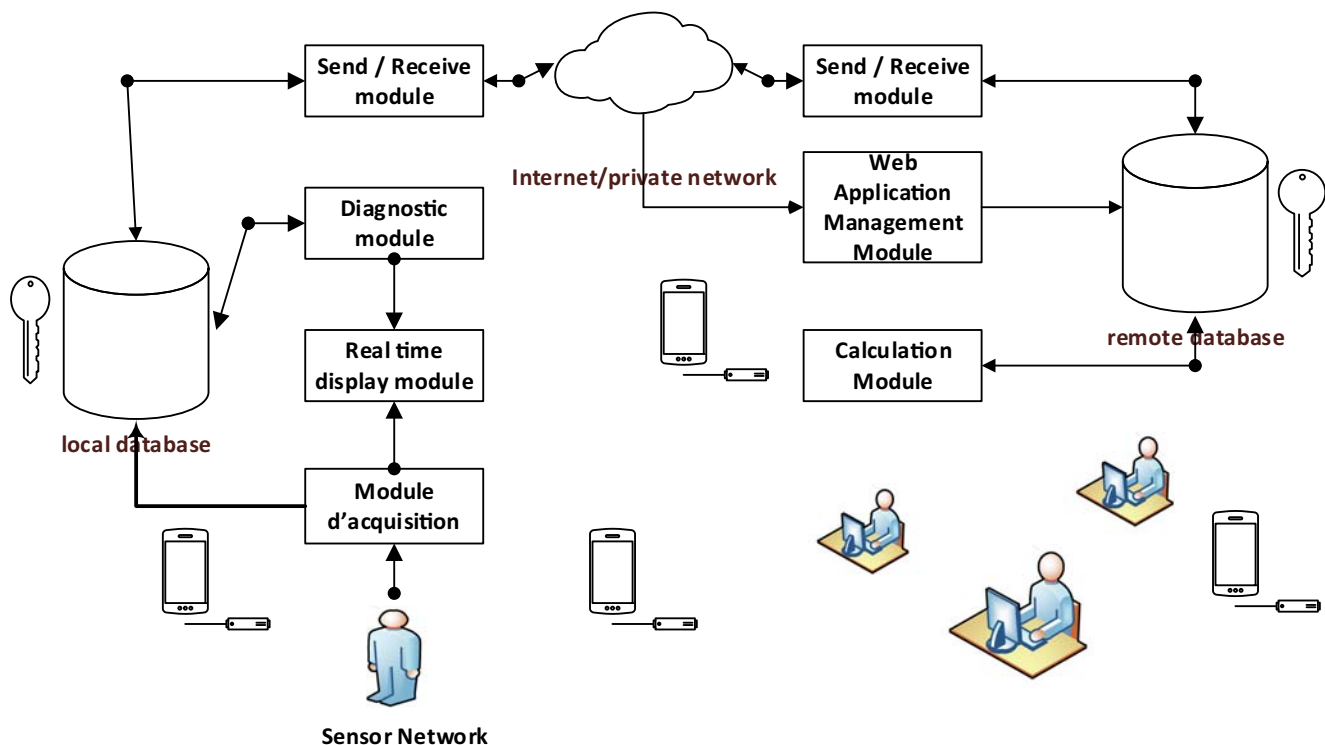 Send / Receive
module
Send / Receive
module
Internet/private network
Web
Application
Management
Module
Diagnostic
module
Real time
display module
Calculation
Module
remote database
local database
Module
d’acquisition
Sensor Network